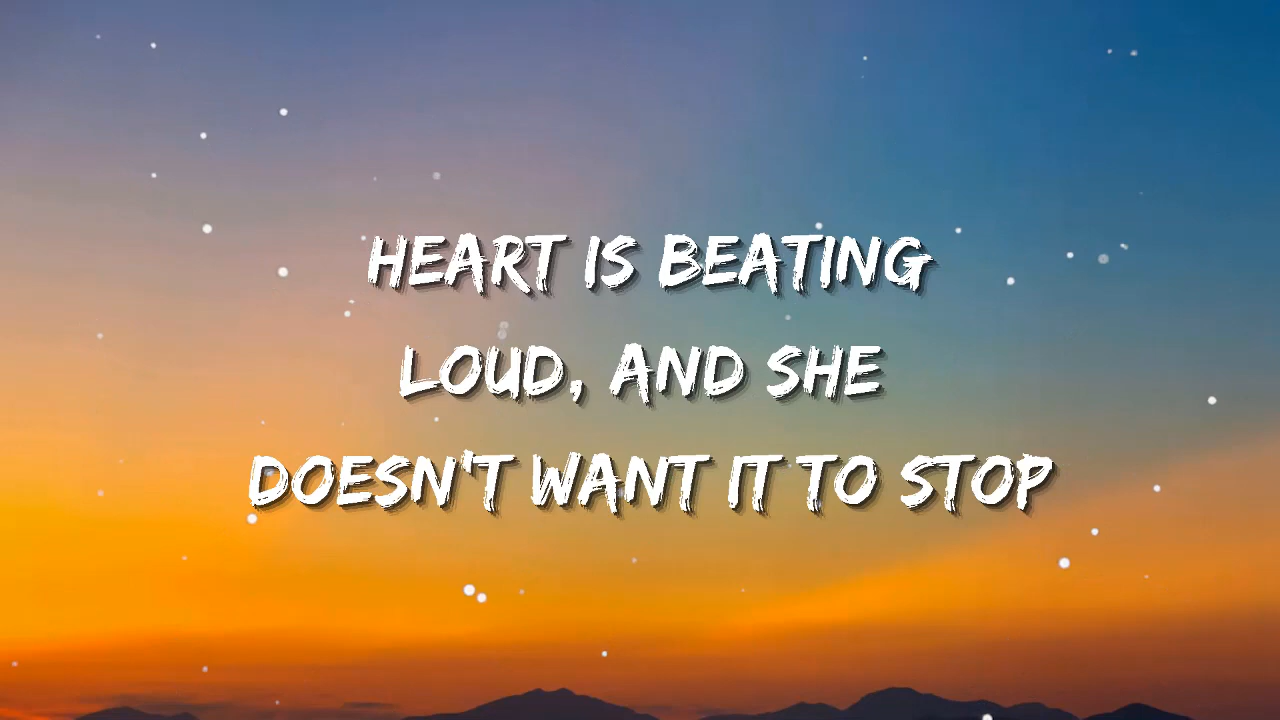 HEART IS BEATING
LOUD, AND SHE
DOESN'T WANT IT TO STOP